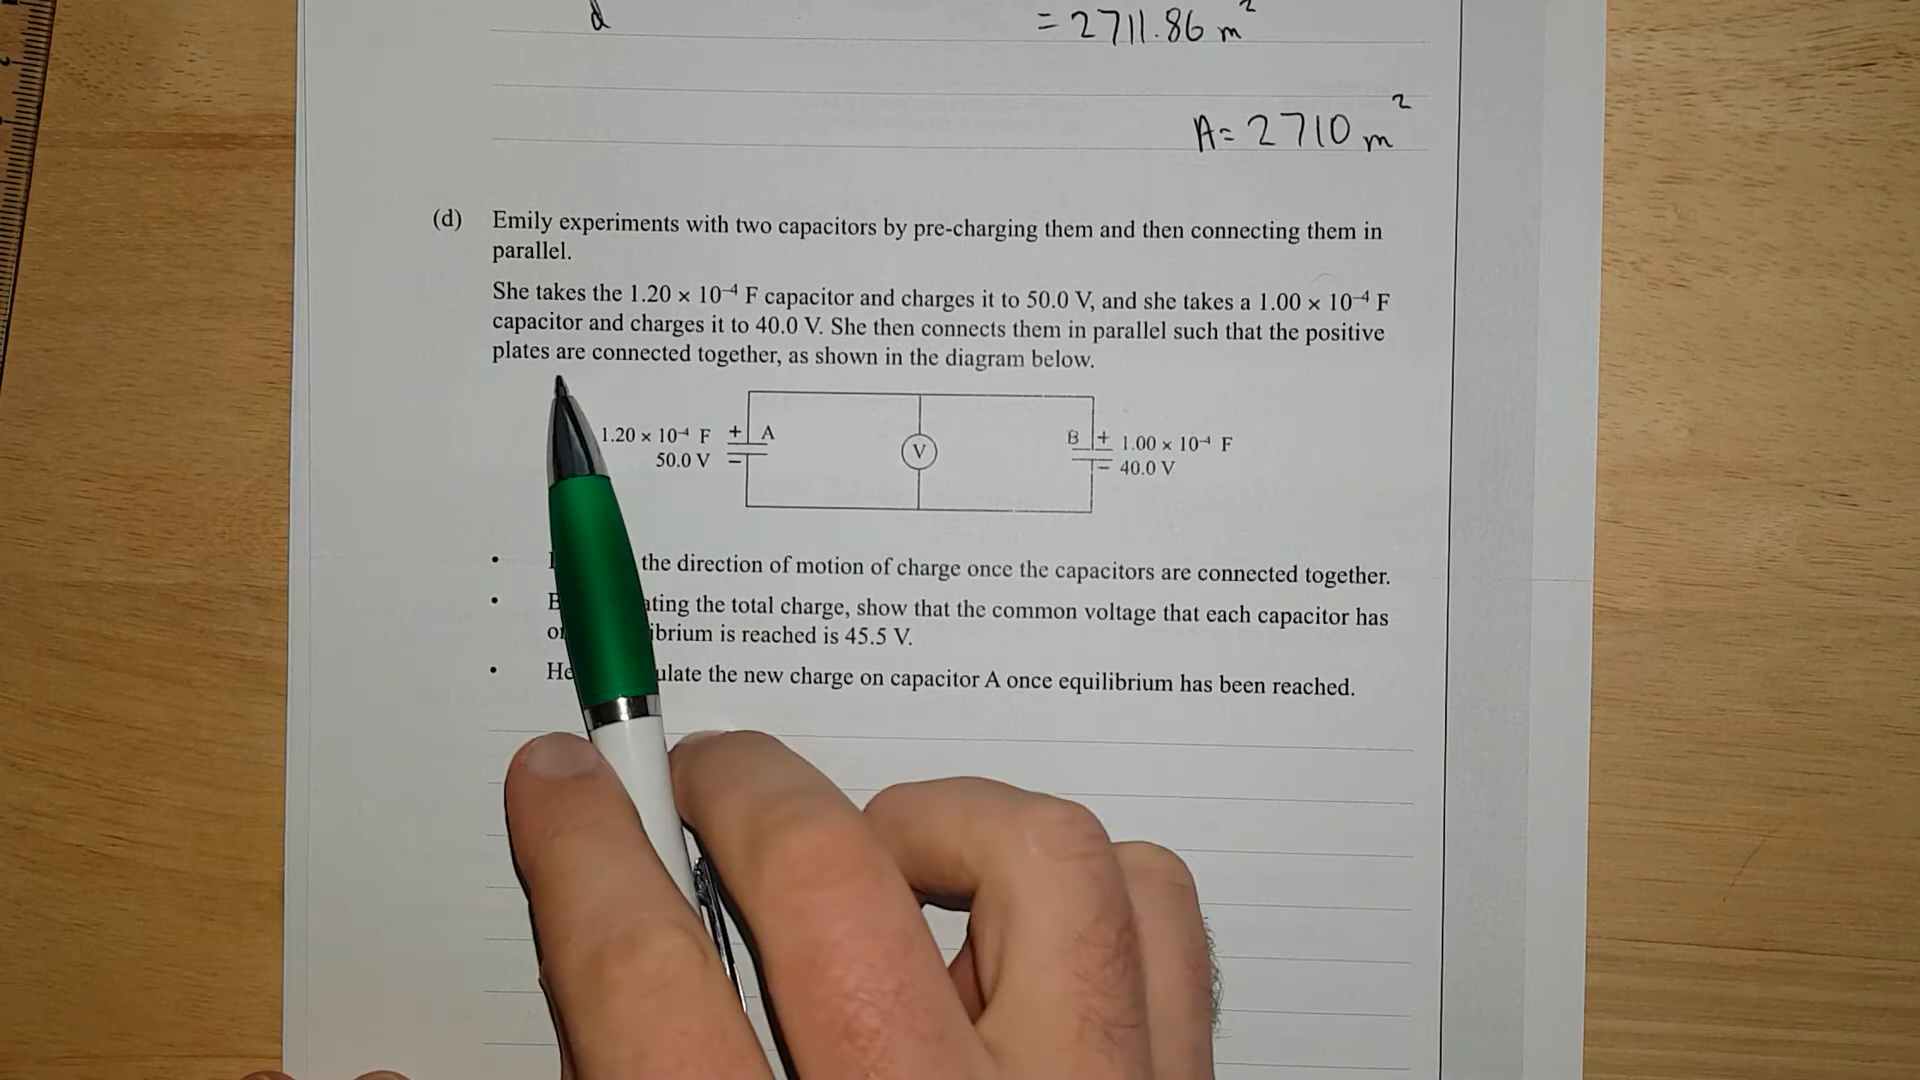 d
= 2711.86 m²
A = 2710 m²
(d) Emily experiments with two capacitors by pre-charging them and then connecting them in
parallel.
She takes the 1.20 × 10⁻⁴ F capacitor and charges it to 50.0 V, and she takes a 1.00 × 10⁻⁴ F
capacitor and charges it to 40.0 V. She then connects them in parallel such that the positive
plates are connected together, as shown in the diagram below.
1.20 × 10⁻⁴ F + A
50.0 V −
V
B + 1.00 × 10⁻⁴ F
− 40.0 V
• the direction of motion of charge once the capacitors are connected together.
• the total charge, show that the common voltage that each capacitor has
is reached is 45.5 V.
• the new charge on capacitor A once equilibrium has been reached.